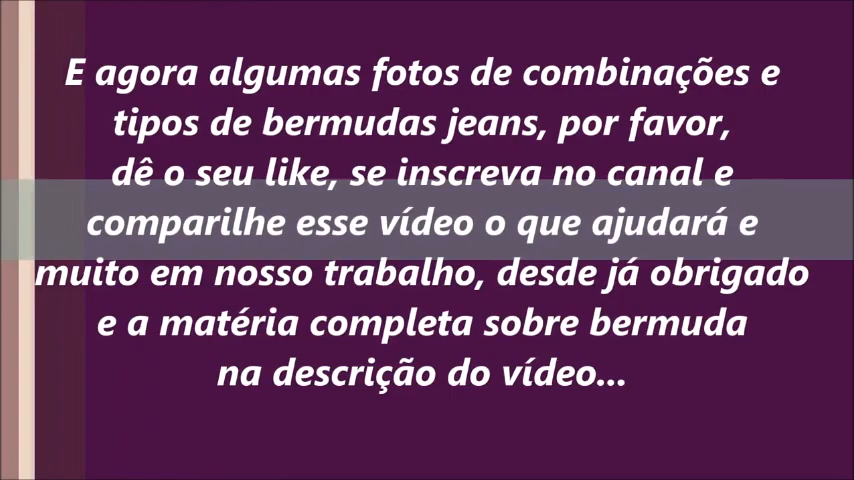 E agora algumas fotos de combinações e
tipos de bermudas jeans, por favor,
dê o seu like, se inscreva no canal e
comparilhe esse vídeo o que ajudará e
muito em nosso trabalho, desde já obrigado
e a matéria completa sobre bermuda
na descrição do vídeo...